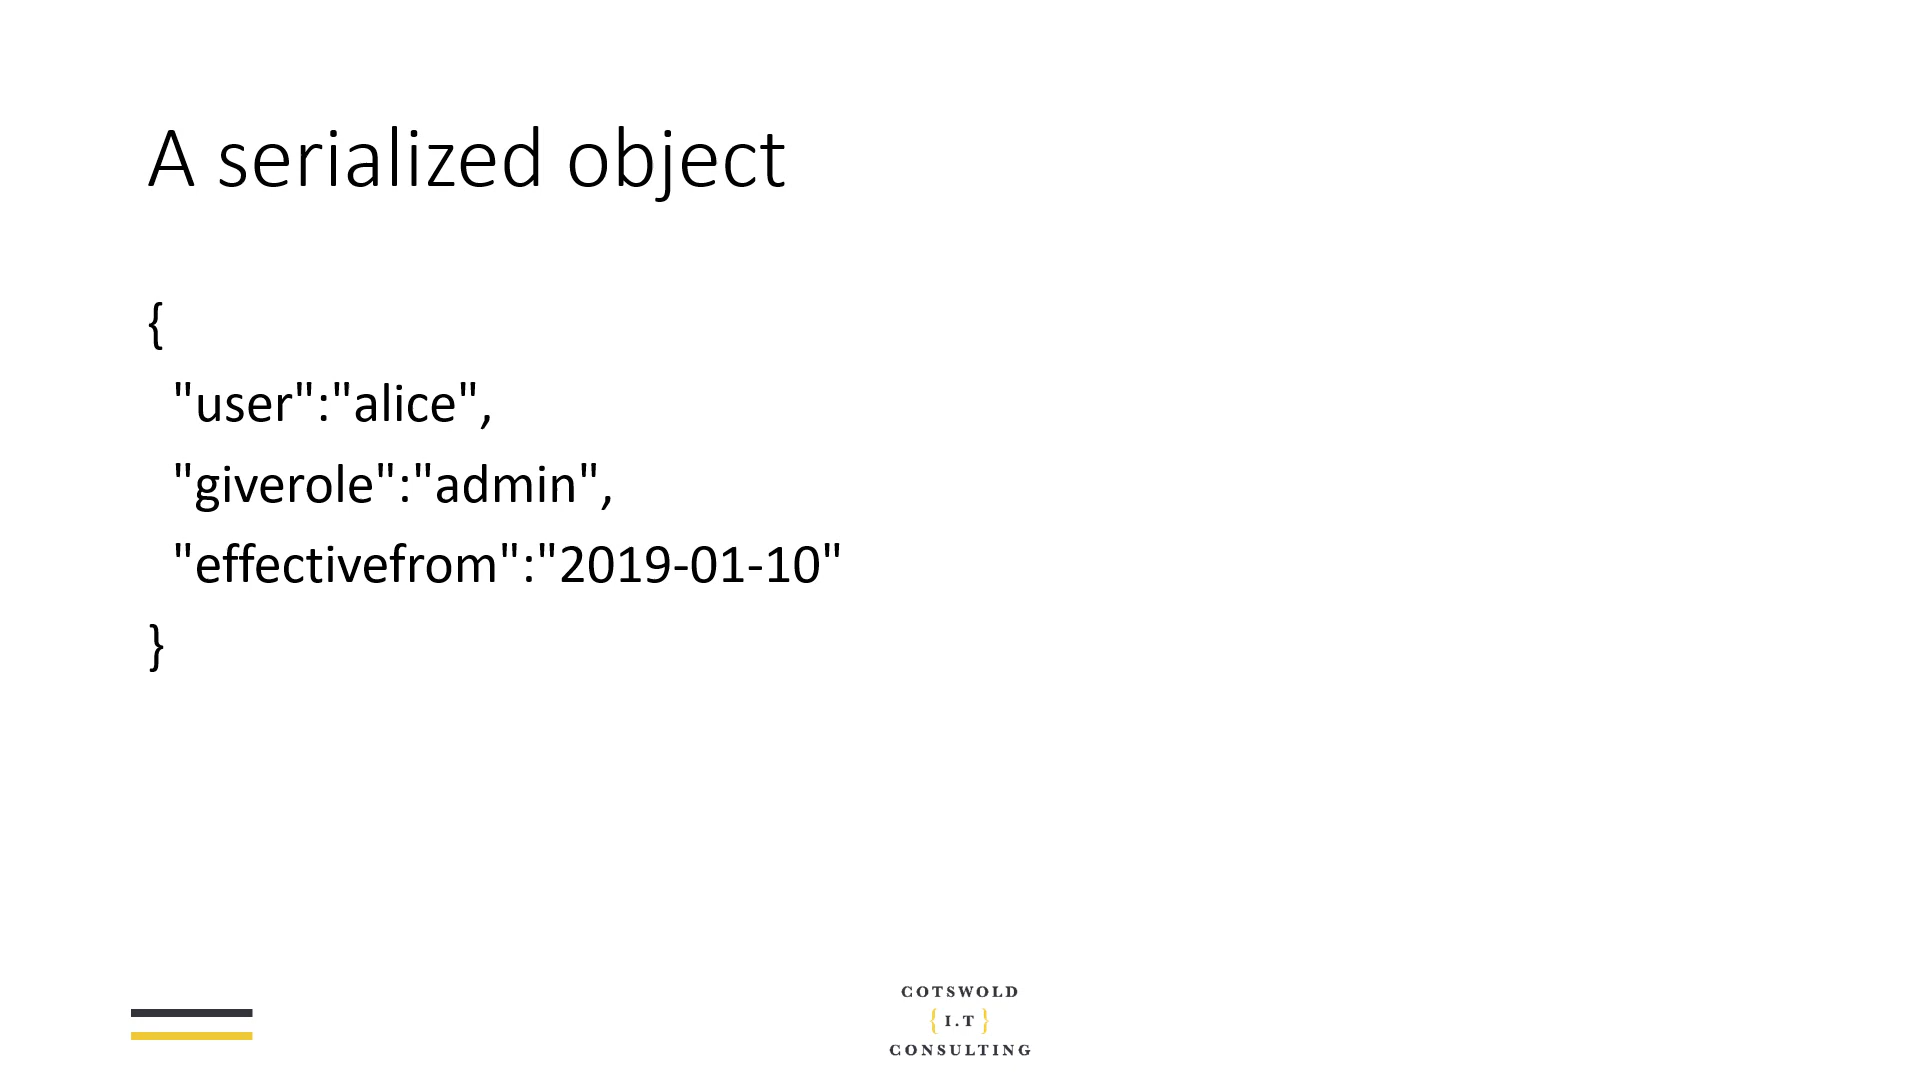 A serialized object
{
"user":"alice",
"giverole":"admin",
"effectivefrom":"2019-01-10"
}
COTSWOLD
{ I.T }
CONSULTING